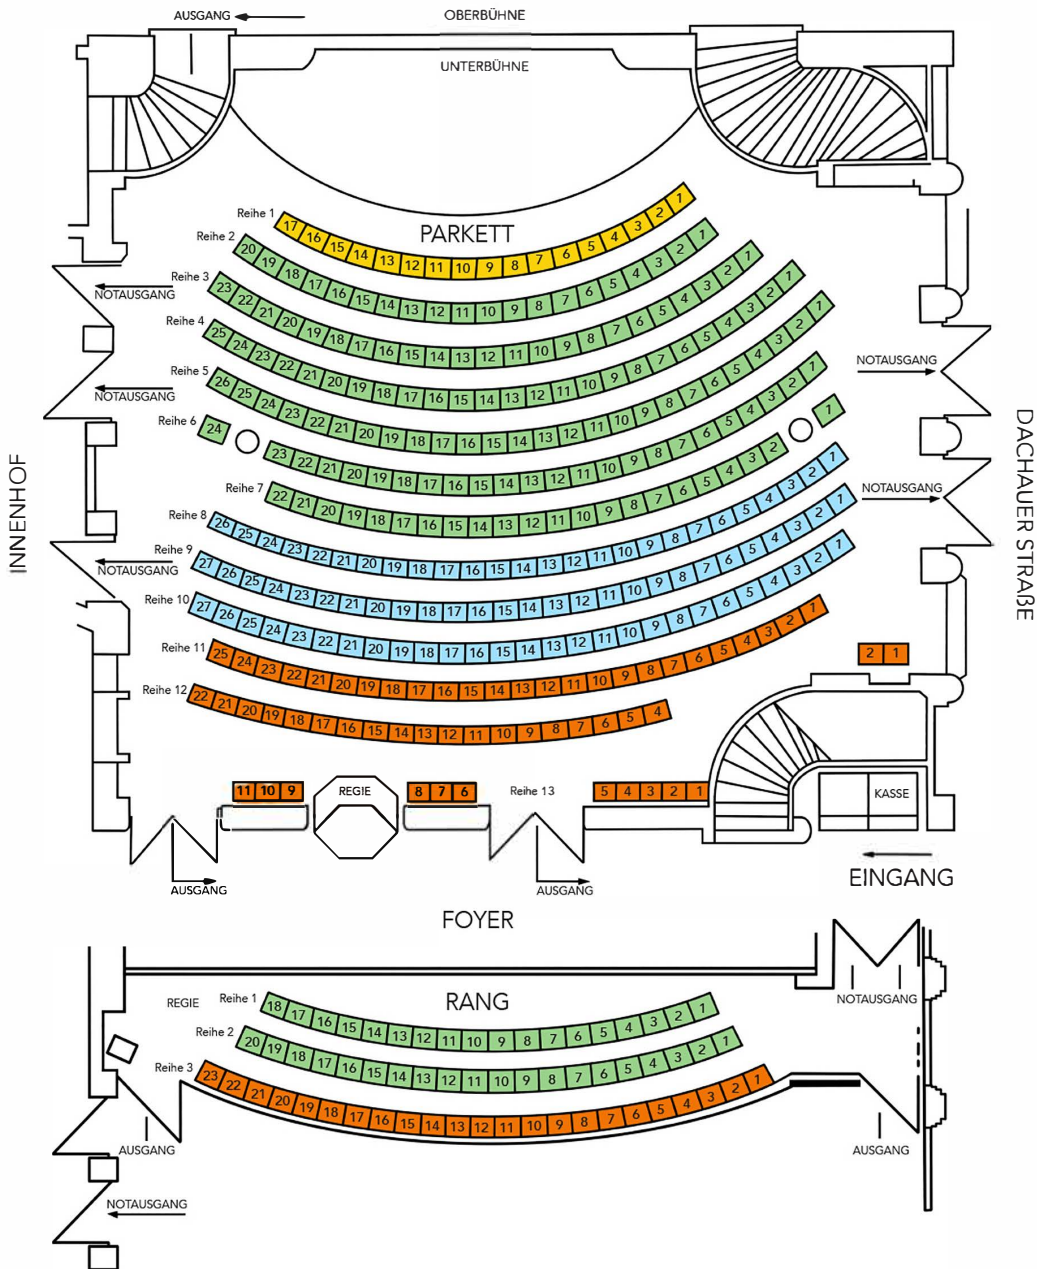 AUSGANG
OBERBÜHNE
UNTERBÜHNE
PARKETT
Reihe 1 17 16 15 14 13 12 11 10 9 8 7 6 5 4 3 2 1
Reihe 2 20 19 18 17 16 15 14 13 12 11 10 9 8 7 6 5 4 3 2 1
Reihe 3 23 22 21 20 19 18 17 16 15 14 13 12 11 10 9 8 7 6 5 4 3 2 1
NOTAUSGANG
Reihe 4 25 24 23 22 21 20 19 18 17 16 15 14 13 12 11 10 9 8 7 6 5 4 3 2 1
NOTAUSGANG
Reihe 5 26 25 24 23 22 21 20 19 18 17 16 15 14 13 12 11 10 9 8 7 6 5 4 3 2 1
NOTAUSGANG
Reihe 6 24 23 22 21 20 19 18 17 16 15 14 13 12 11 10 9 8 7 6 5 4 3 2 1
Reihe 7 22 21 20 19 18 17 16 15 14 13 12 11 10 9 8 7 6 5 4 3 2 1
NOTAUSGANG
Reihe 8 26 25 24 23 22 21 20 19 18 17 16 15 14 13 12 11 10 9 8 7 6 5 4 3 2 1
Reihe 9 27 26 25 24 23 22 21 20 19 18 17 16 15 14 13 12 11 10 9 8 7 6 5 4 3 2 1
NOTAUSGANG
Reihe 10 27 26 25 24 23 22 21 20 19 18 17 16 15 14 13 12 11 10 9 8 7 6 5 4 3 2 1
Reihe 11 25 24 23 22 21 20 19 18 17 16 15 14 13 12 11 10 9 8 7 6 5 4 3 2 1
Reihe 12 22 21 20 19 18 17 16 15 14 13 12 11 10 9 8 7 6 5 4
2 1
INNENHOF
DACHAUER STRAßE
11 10 9
REGIE
8 7 6
Reihe 13
5 4 3 2 1
KASSE
AUSGANG
AUSGANG
EINGANG
FOYER
RANG
REGIE
NOTAUSGANG
Reihe 1 18 17 16 15 14 13 12 11 10 9 8 7 6 5 4 3 2 1
Reihe 2 20 19 18 17 16 15 14 13 12 11 10 9 8 7 6 5 4 3 2 1
Reihe 3 23 22 21 20 19 18 17 16 15 14 13 12 11 10 9 8 7 6 5 4 3 2 1
AUSGANG
AUSGANG
NOTAUSGANG